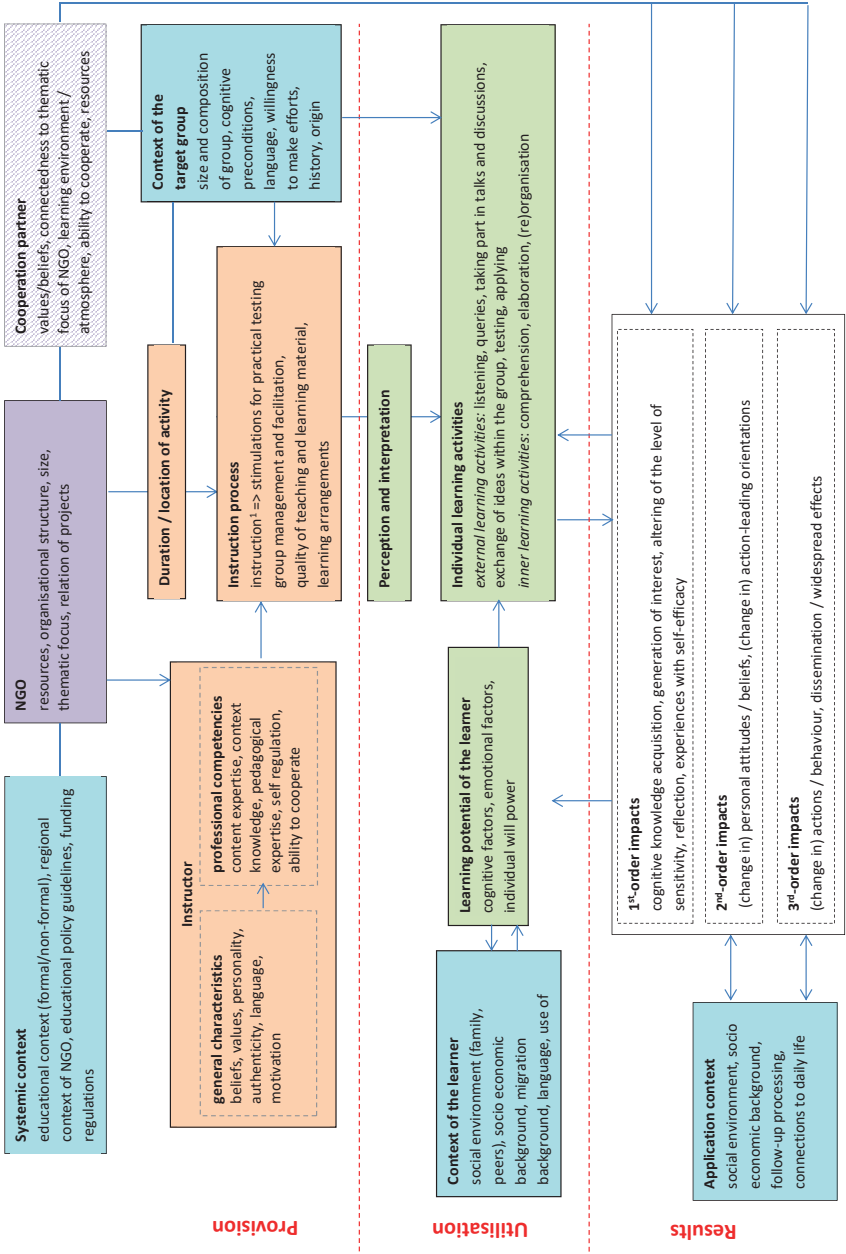 Systemic context
educational context (formal/non-formal), regional
context of NGO, educational policy guidelines, funding
regulations
NGO
resources, organisational structure, size,
thematic focus, relation of projects
Cooperation partner
values/beliefs, connectedness to thematic
focus of NGO, learning environment /
atmosphere, ability to cooperate, resources
Provision
Instructor
general characteristics
beliefs, values, personality,
authenticity, language,
motivation
professional competencies
content expertise, context
knowledge, pedagogical
expertise, self regulation,
ability to cooperate
Duration / location of activity
Instruction process
instruction¹ => stimulations for practical testing
group management and facilitation,
quality of teaching and learning material,
learning arrangements
Context of the
target group
size and composition
of group, cognitive
preconditions,
language, willingness
to make efforts,
history, origin
Utilisation
Context of the learner
social environment (family,
peers), socio economic
background, migration
background, language, use of
Learning potential of the learner
cognitive factors, emotional factors,
individual will power
Perception and interpretation
Individual learning activities
external learning activities: listening, queries, taking part in talks and discussions,
exchange of ideas within the group, testing, applying
inner learning activities: comprehension, elaboration, (re)organisation
Results
Application context
social environment, socio
economic background,
follow-up processing,
connections to daily life
1st-order impacts
cognitive knowledge acquisition, generation of interest, altering of the level of
sensitivity, reflection, experiences with self-efficacy
2nd-order impacts
(change in) personal attitudes / beliefs, (change in) action-leading orientations
3rd-order impacts
(change in) actions / behaviour, dissemination / widespread effects